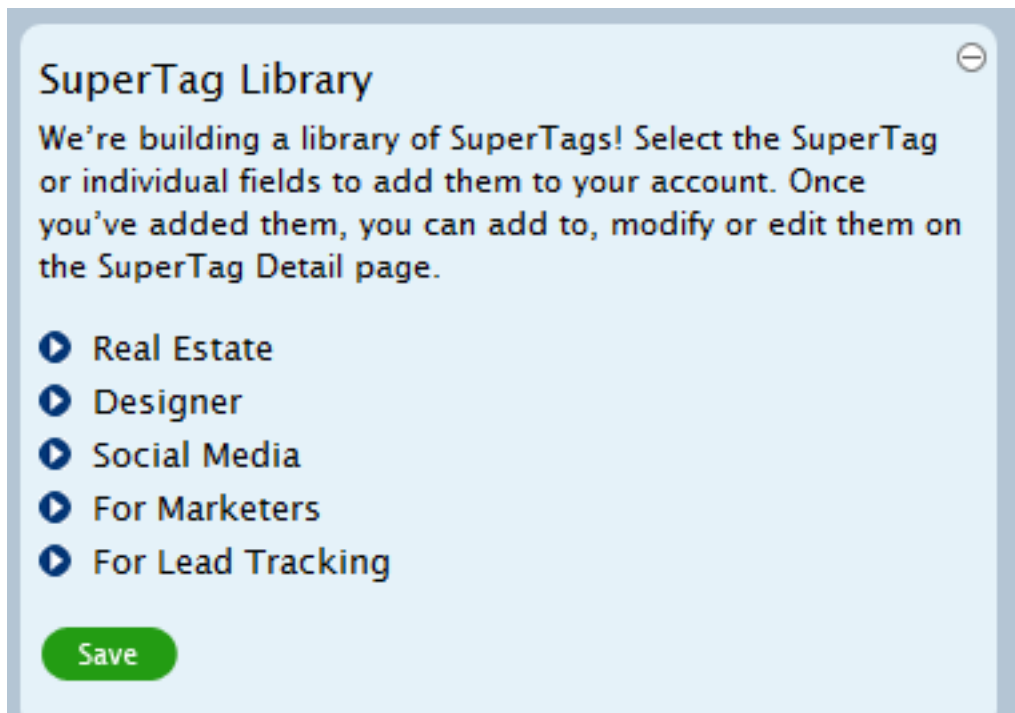 SuperTag Library
We're building a library of SuperTags! Select the SuperTag
or individual fields to add them to your account. Once
you've added them, you can add to, modify or edit them on
the SuperTag Detail page.
Real Estate
Designer
Social Media
For Marketers
For Lead Tracking
Save